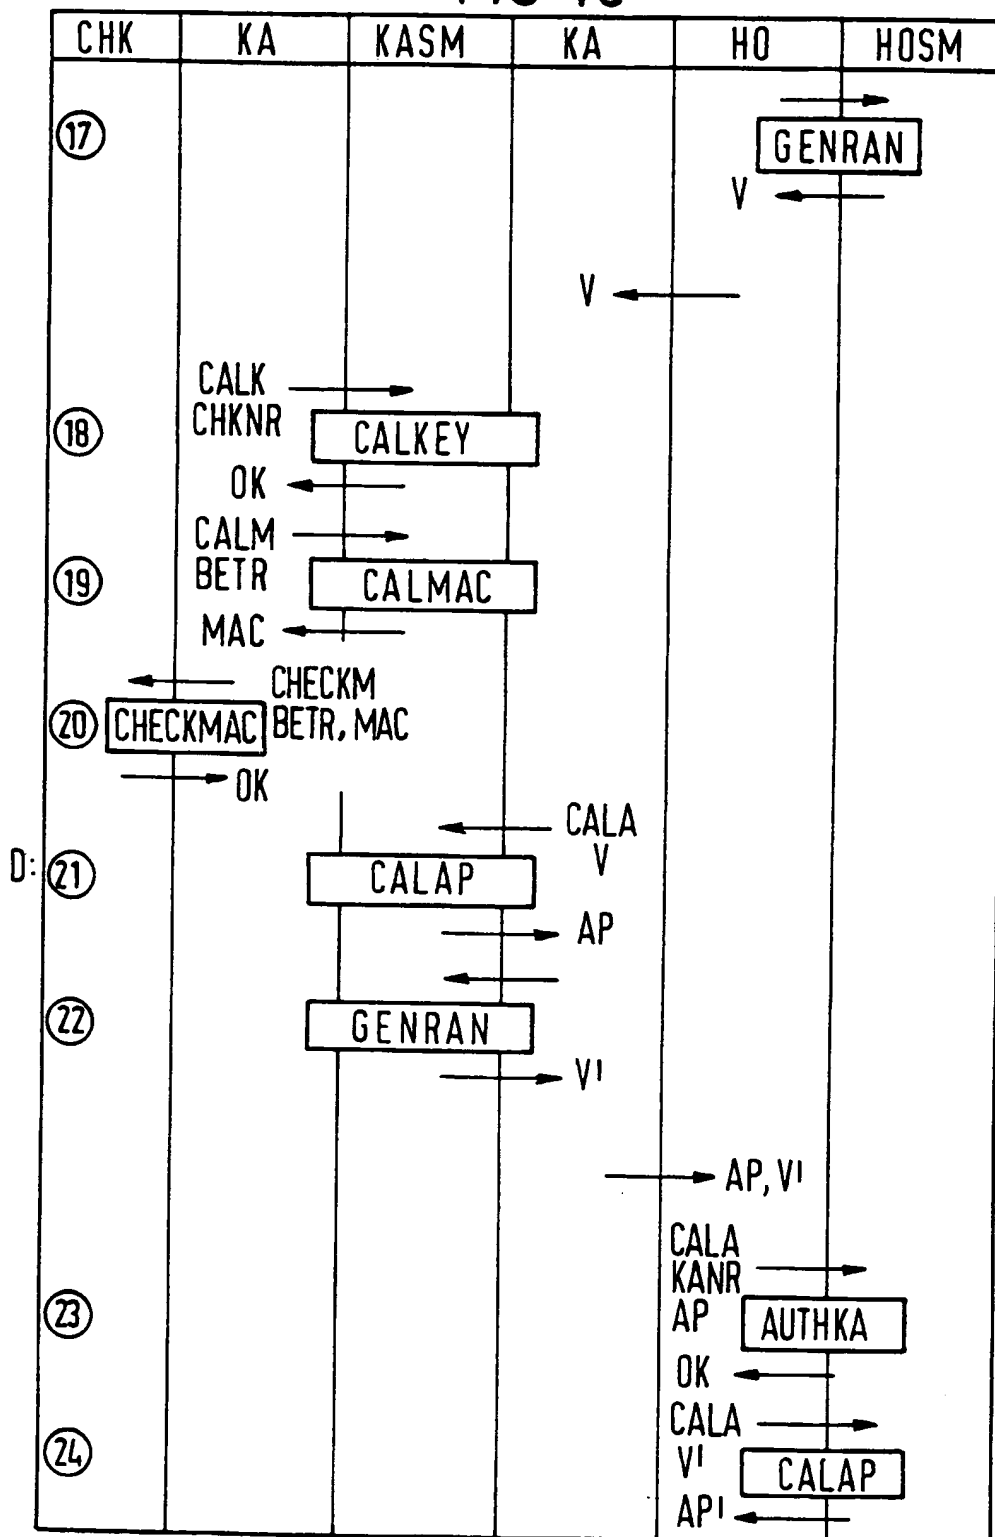 CHK KA KASM KA HO HOSM
17
GENRAN
V
V
CALK
CHKNR
18
CALKEY
OK
CALM
BETR
19
CALMAC
MAC
CHECKM
20 CHECKMAC BETR, MAC
OK
CALA
V
D: 21
CALAP
AP
22
GENRAN
V'
AP, V'
CALA
KANR
23
AP
AUTHKA
OK
CALA
24
V'
CALAP
AP'